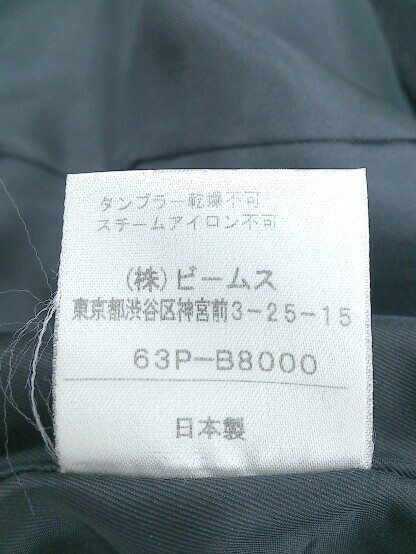 タンブラー乾燥不可
スチームアイロン不可
(株)ビームス
東京都渋谷区神宮前3-25-15
63P-B8000
日本製